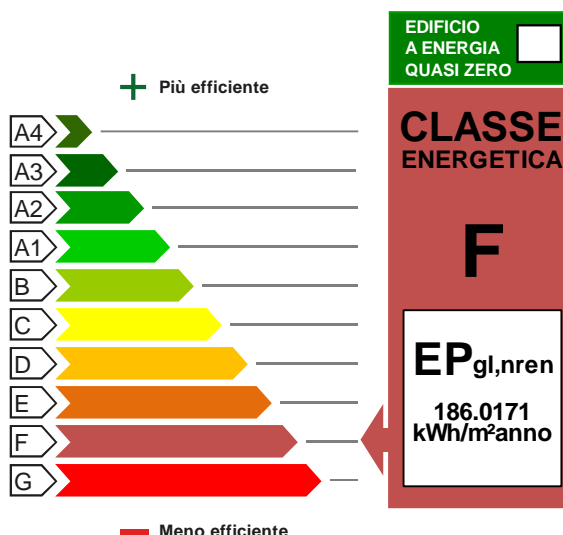 EDIFICIO
A ENERGIA
QUASI ZERO
Più efficiente
A4
A3
A2
A1
B
C
D
E
F
G
Meno efficiente
CLASSE
ENERGETICA
F
EPgl,nren
186.0171
kWh/m²anno